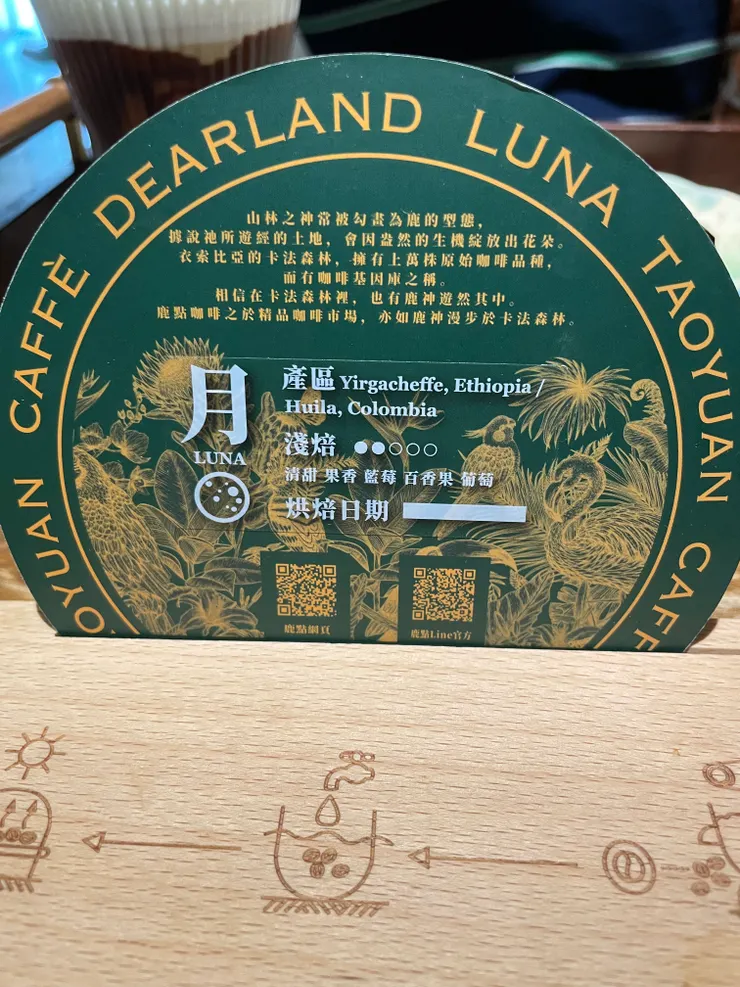 TAOYUAN CAFFÈ DEARLAND LUNA TAOYUAN CAFF
山林之神常被勾畫為鹿的型態，
據說祂所遊經的土地，會因盎然的生機綻放出花朵。
衣索比亞的卡法森林，擁有上萬株原始咖啡品種，
而有咖啡基因庫之稱。
相信在卡法森林裡，也有鹿神遊然其中。
鹿點咖啡之於精品咖啡市場，亦如鹿神漫步於卡法森林。
月
LUNA
產區 Yirgacheffe, Ethiopia /
Huila, Colombia
淺焙
清甜 果香 藍莓 百香果 葡萄
烘焙日期
鹿點網頁
鹿點Line官方